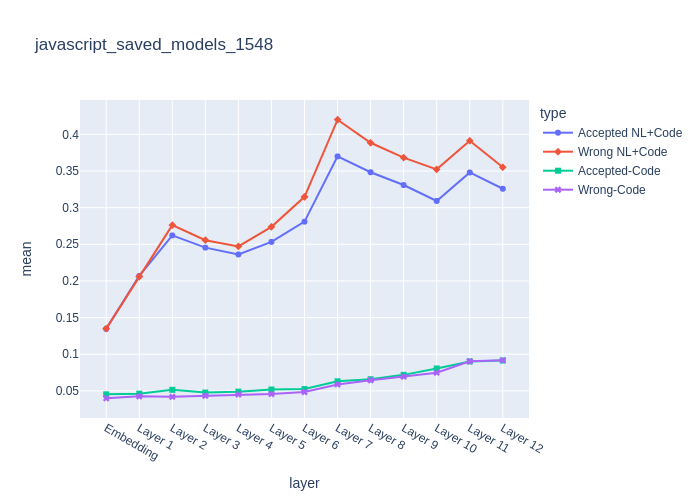 javascript_saved_models_1548
type
Accepted NL+Code
Wrong NL+Code
Accepted-Code
Wrong-Code
0.4
0.35
0.3
0.25
0.2
0.15
0.1
0.05
mean
Embedding
Layer 1
Layer 2
Layer 3
Layer 4
Layer 5
Layer 6
Layer 7
Layer 8
Layer 9
Layer 10
Layer 11
Layer 12
layer